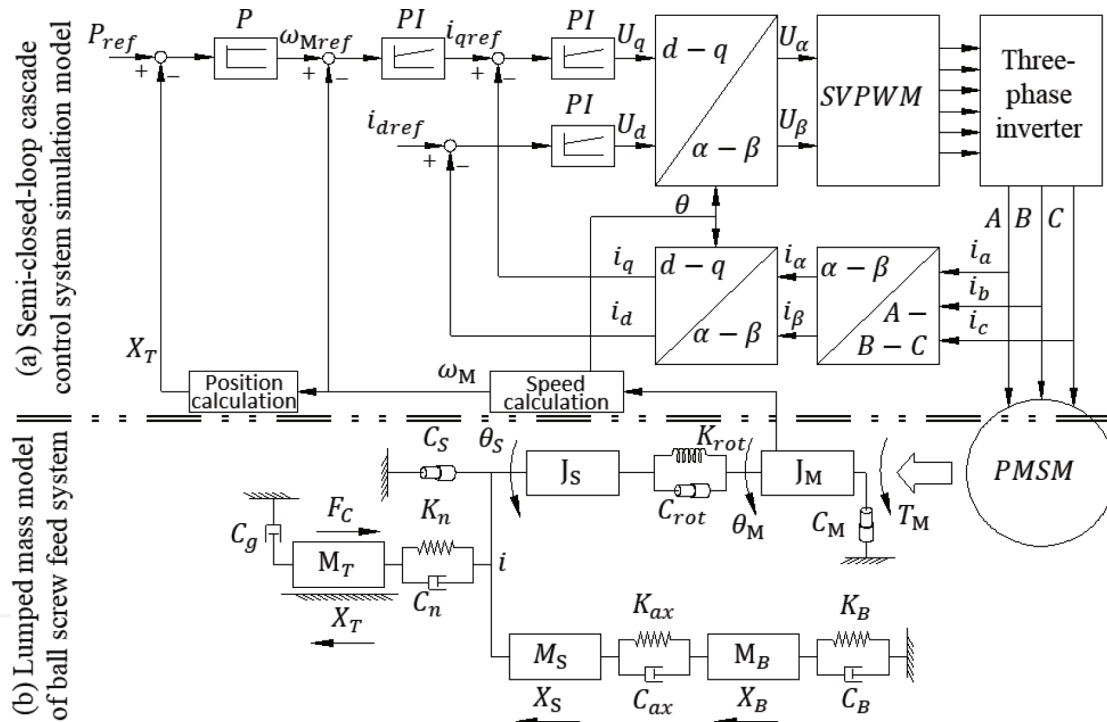 (a) Semi-closed-loop cascade
control system simulation model
P_ref
+
−
P
ω_Mref
+
−
PI
i_qref
+
−
PI
U_q
i_dref
+
−
PI
U_d
d − q
α − β
U_α
U_β
SVPWM
Three-
phase
inverter
A B C
θ
i_q
i_d
d − q
α − β
i_α
i_β
α − β
A −
B − C
i_a
i_b
i_c
X_T
Position
calculation
ω_M
Speed
calculation
(b) Lumped mass model
of ball screw feed system
C_S
θ_S
J_S
K_rot
C_rot
θ_M
J_M
C_M
T_M
PMSM
C_g
F_C
M_T
X_T
K_n
C_n
i
M_S
X_S
K_ax
C_ax
M_B
X_B
K_B
C_B